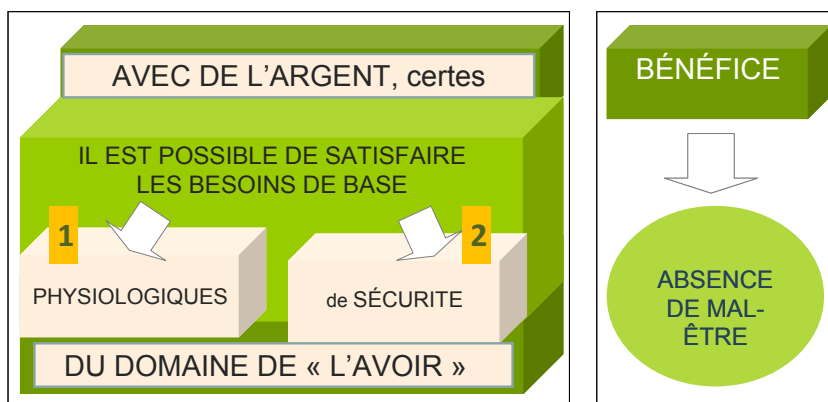 AVEC DE L’ARGENT, certes
IL EST POSSIBLE DE SATISFAIRE
LES BESOINS DE BASE
1
2
PHYSIOLOGIQUES
de SÉCURITE
DU DOMAINE DE « L’AVOIR »
BÉNÉFICE
ABSENCE
DE MAL-
ÊTRE